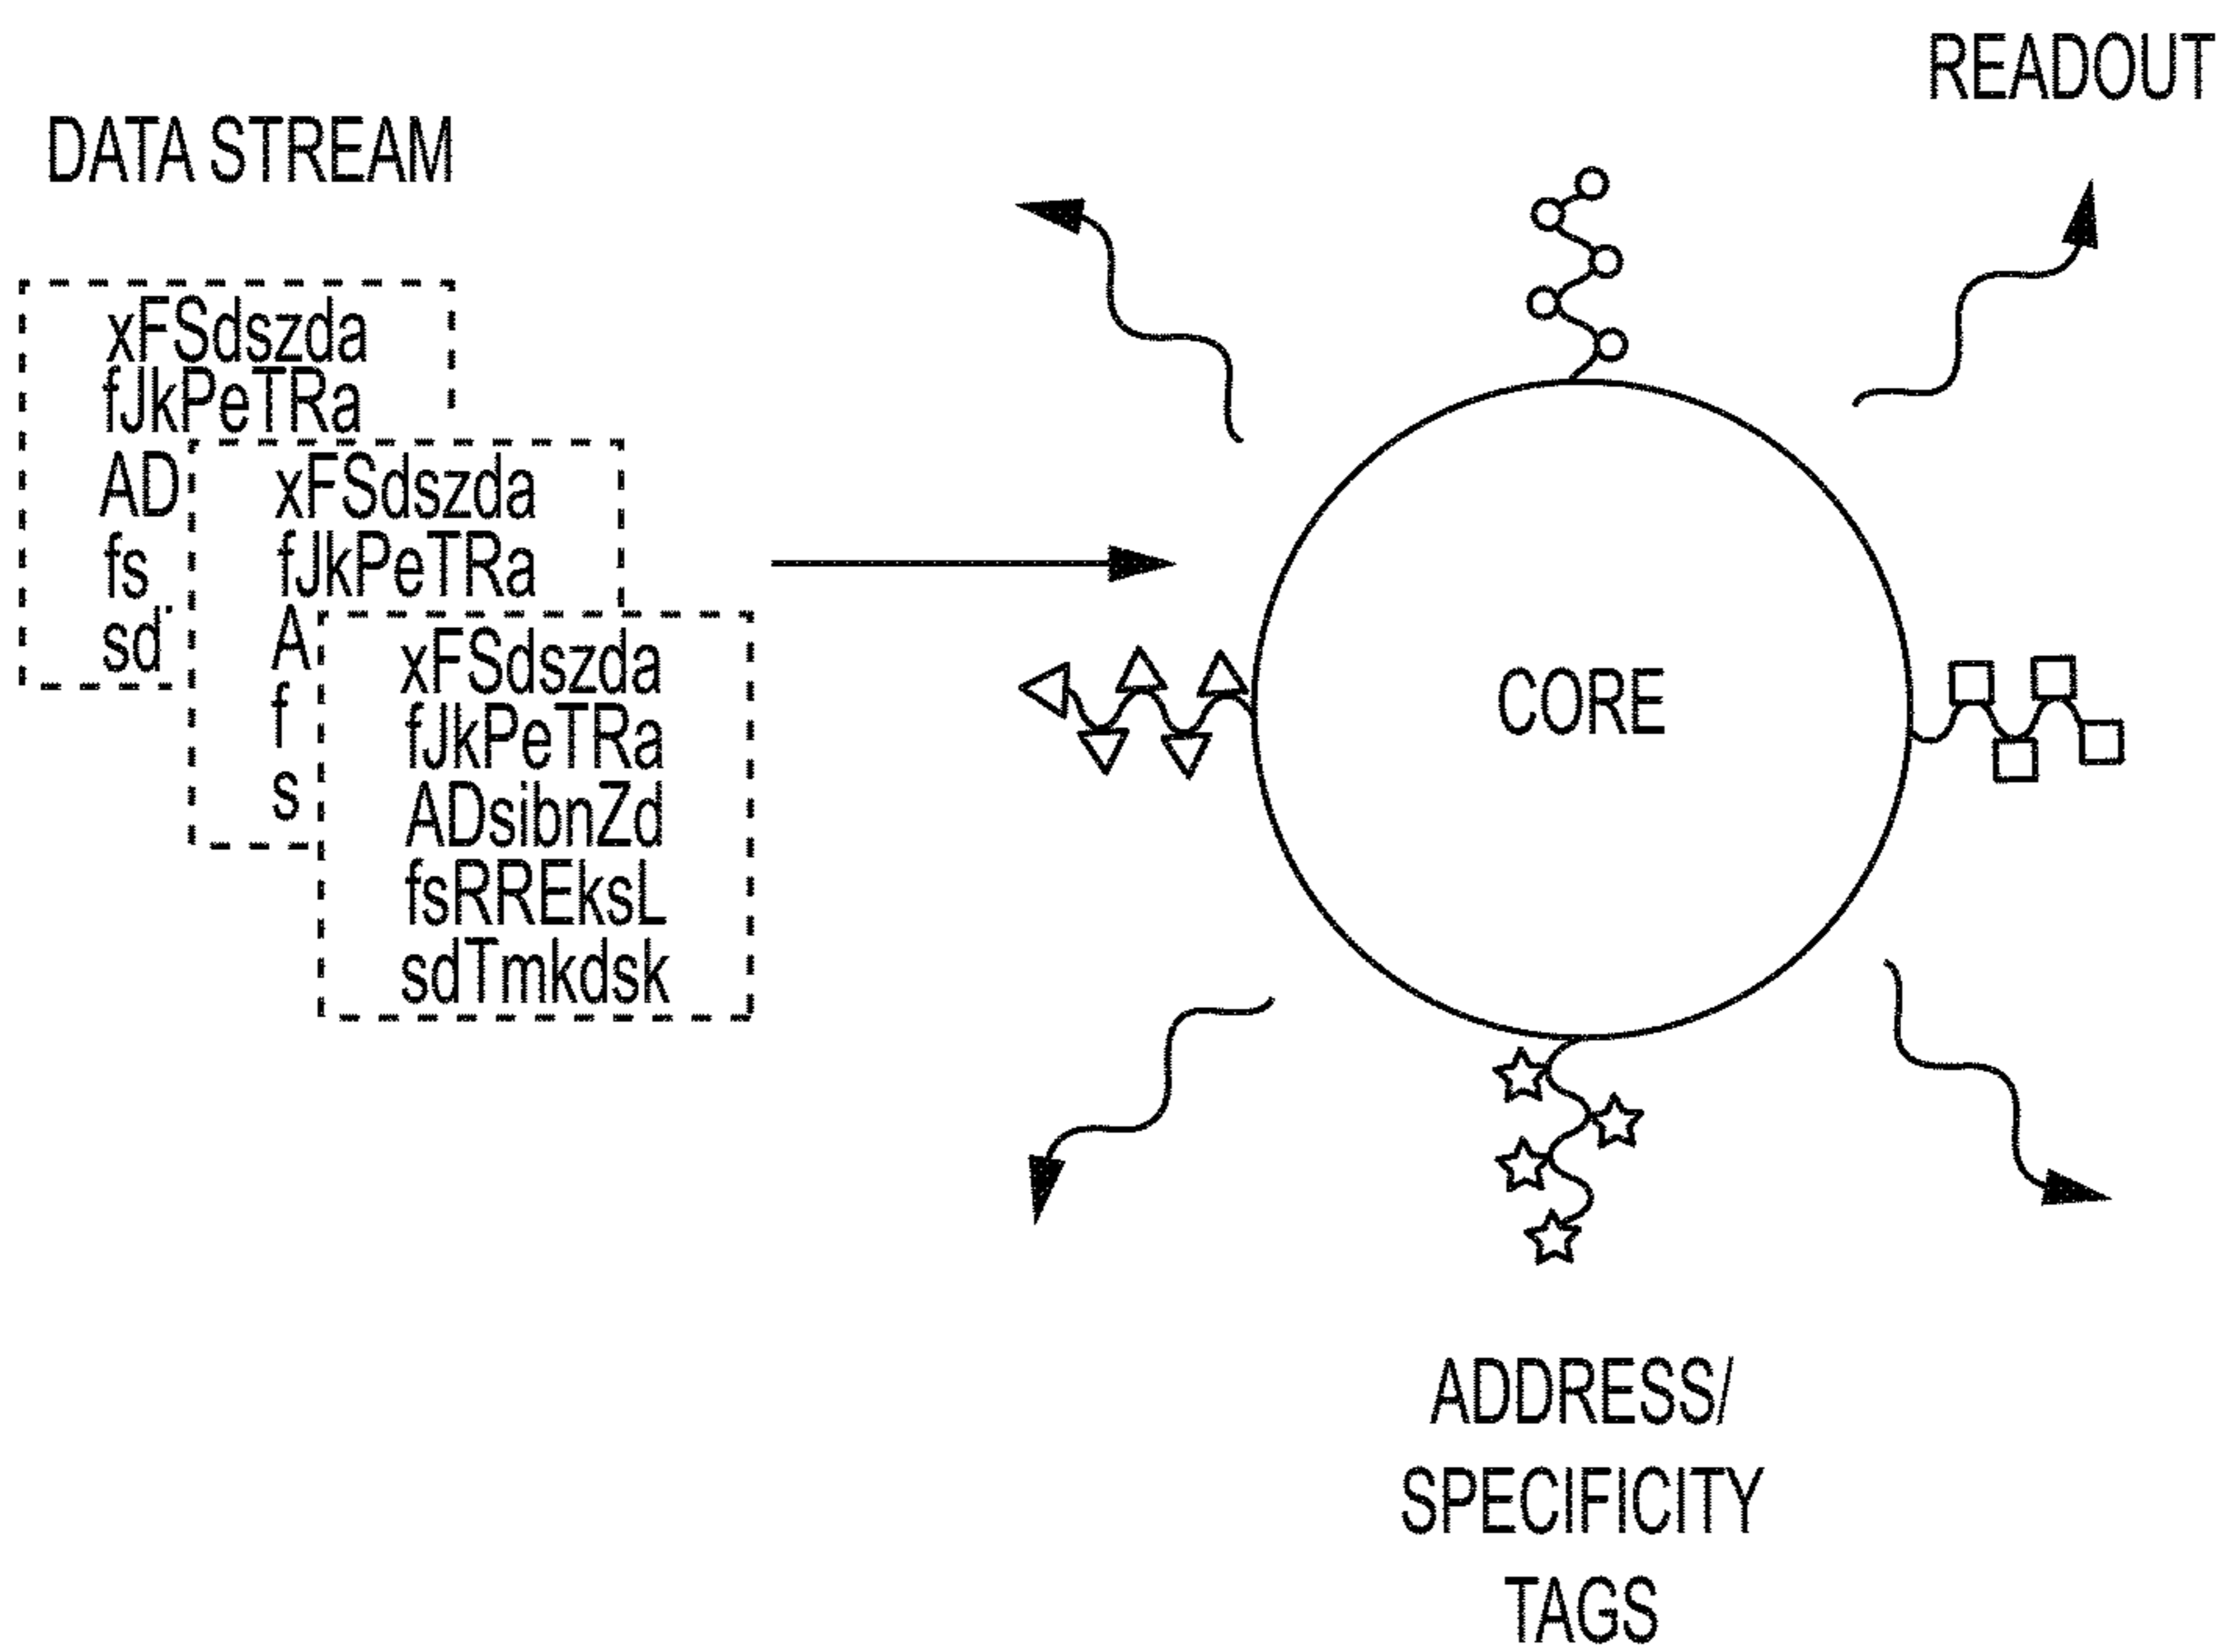 READOUT
DATA STREAM
xFSdszda
fJkPeTRa
AD
fs
sd
xFSdszda
fJkPeTRa
A
f
s
xFSdszda
fJkPeTRa
ADsibnZd
fsRREksL
sdTmkdsk
CORE
ADDRESS/
SPECIFICITY
TAGS